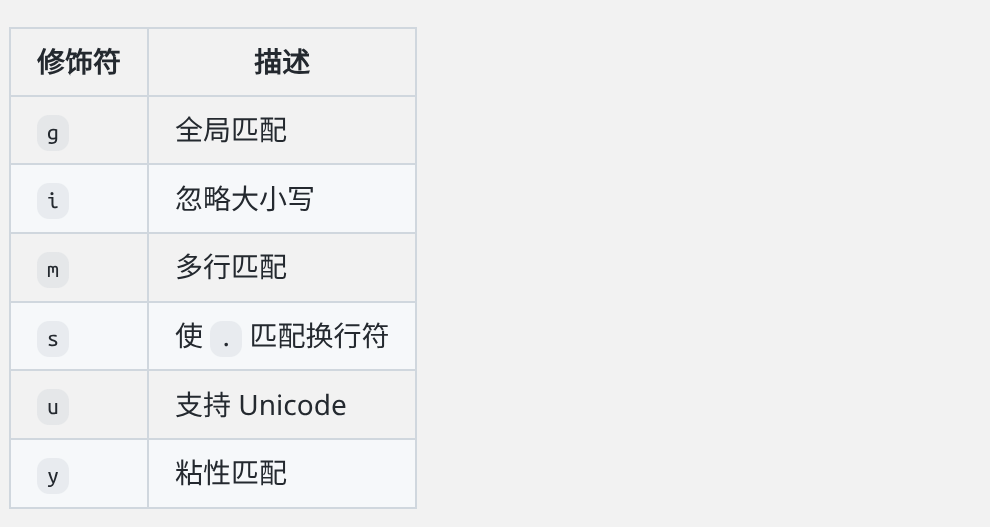 修饰符 描述
g 全局匹配
i 忽略大小写
m 多行匹配
s 使 . 匹配换行符
u 支持 Unicode
y 粘性匹配